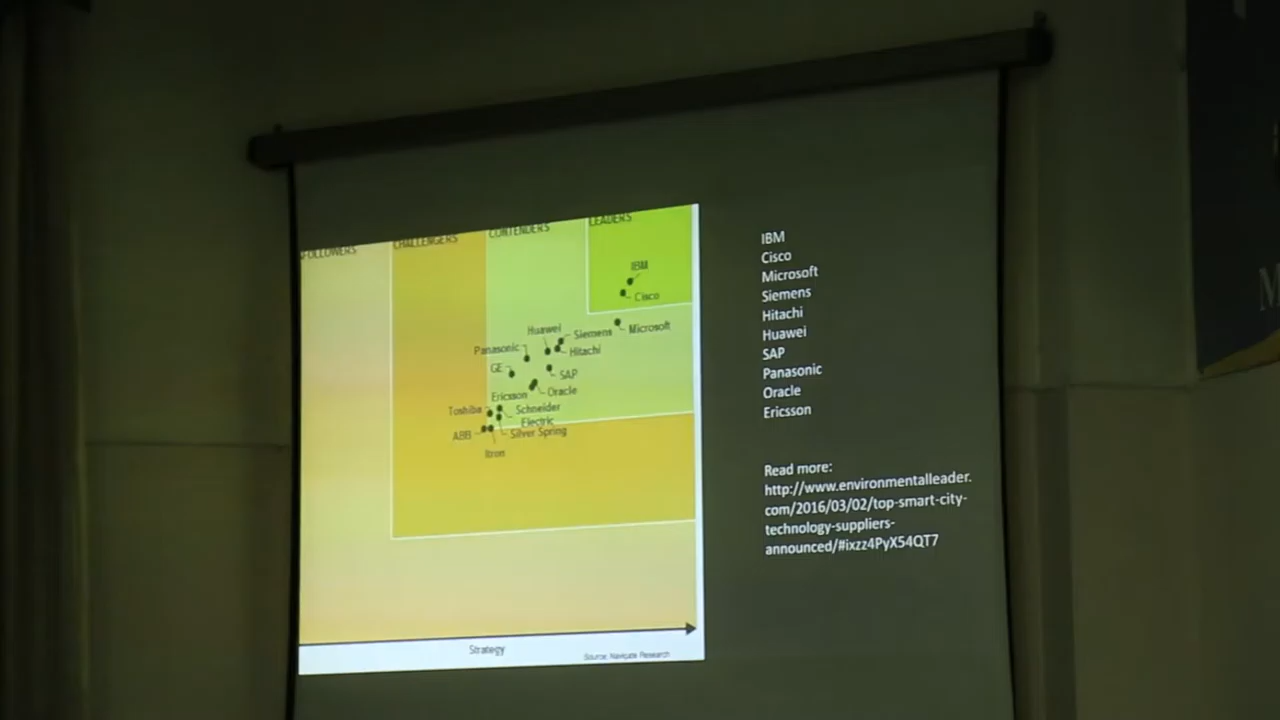 FOLLOWERS
CHALLENGERS
CONTENDERS
LEADERS
IBM
Cisco
Microsoft
Huawei
Siemens
Hitachi
Panasonic
GE
SAP
Ericsson
Oracle
Toshiba
Schneider
Electric
ABB
Silver Spring
Itron
Strategy
Source: Navigate Research
IBM
Cisco
Microsoft
Siemens
Hitachi
Huawei
SAP
Panasonic
Oracle
Ericsson
Read more:
http://www.environmentalleader.
com/2016/03/02/top-smart-city-
technology-suppliers-
announced/#ixzz4PyX54QT7
M